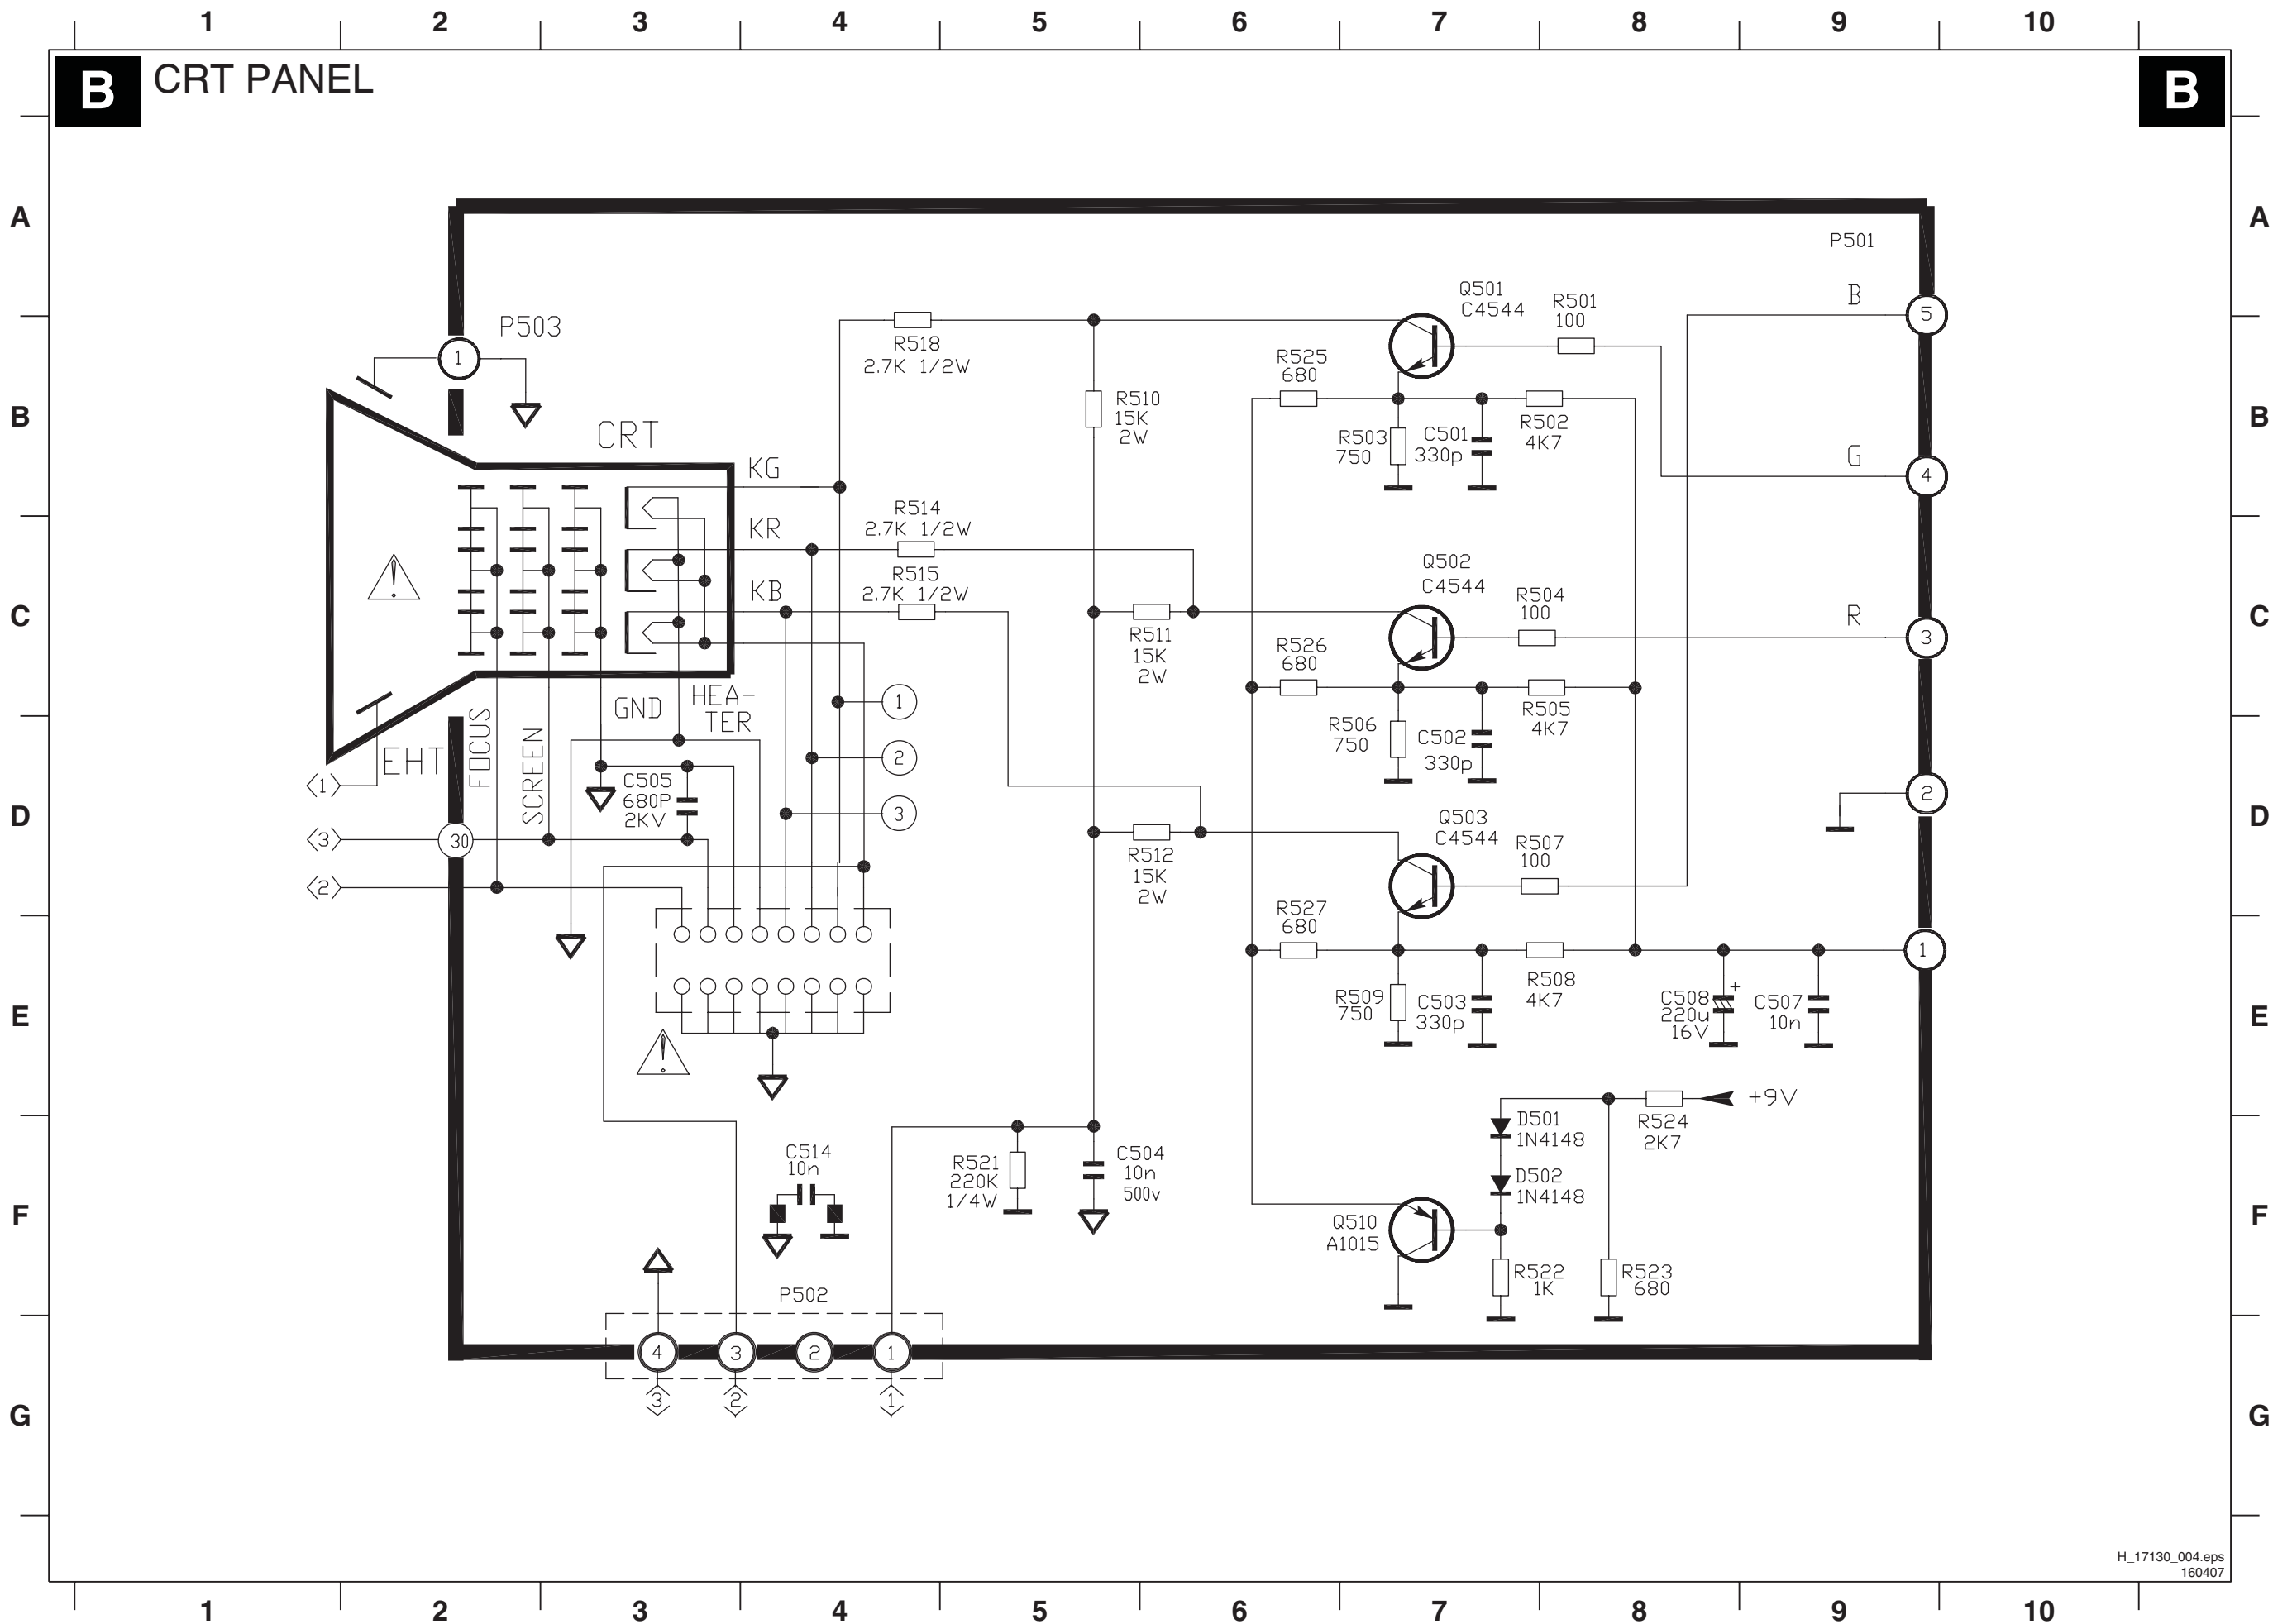 1 2 3 4 5 6 7 8 9 10
B CRT PANEL B
A A
P501
Q501
C4544
R501
100
B
5
P503
1
R518
2.7K 1/2W
R525
680
R510
15K
2W
B B
CRT
R503
750
C501
330p
R502
4K7
G
4
KG
R514
2.7K 1/2W
KR
Q502
C4544
R515
2.7K 1/2W
KB
R504
100
R
3
C C
R511
15K
2W
R526
680
GND
HEA-
TER
1
R506
750
C502
330p
R505
4K7
FOCUS
SCREEN
EHT
2
<1>
C505
680P
2KV
3
2
D D
Q503
C4544
<3>
30
R512
15K
2W
R507
100
<2>
R527
680
1
R509
750
C503
330p
R508
4K7
C508
220u
16V
+
C507
10n
E E
!
!
+9V
D501
1N4148
R524
2K7
C514
10n
R521
220K
1/4W
C504
10n
500v
D502
1N4148
F F
Q510
A1015
R522
1K
R523
680
P502
4 3 2 1
<3> <2> <1>
G G
H_17130_004.eps
160407
1 2 3 4 5 6 7 8 9 10